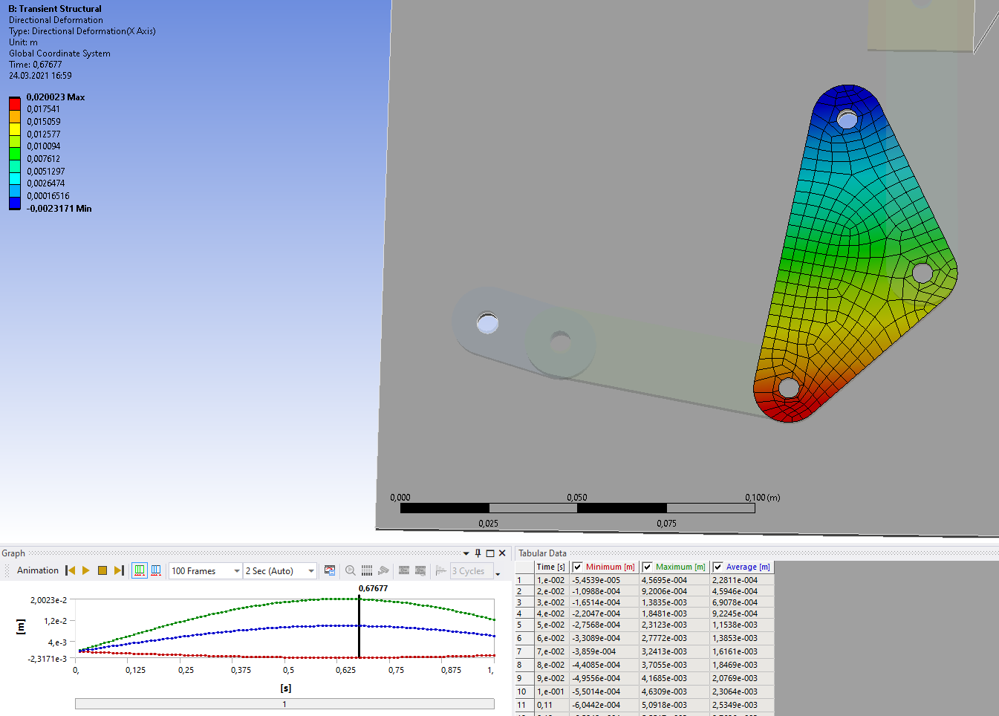 B: Transient Structural
Directional Deformation
Type: Directional Deformation(X Axis)
Unit: m
Global Coordinate System
Time: 0,67677
24.03.2021 16:59
0,020023 Max
0,017541
0,015059
0,012577
0,010094
0,007612
0,0051297
0,0026474
0,00016516
-0,0023171 Min
0,000 0,050 0,100 (m)
0,025 0,075
Graph
Animation 100 Frames 2 Sec (Auto) 3 Cycles
0,67677
2,0023e-2
1,2e-2
4,e-3
-2,3171e-3
[m]
0, 0,125 0,25 0,375 0,5 0,625 0,75 0,875 1,
[s]
1
Tabular Data
Time [s] Minimum [m] Maximum [m] Average [m]
1 1,e-002 -5,4539e-005 4,5695e-004 2,2811e-004
2 2,e-002 -1,0988e-004 9,2006e-004 4,5946e-004
3 3,e-002 -1,6514e-004 1,3835e-003 6,9078e-004
4 4,e-002 -2,2047e-004 1,8481e-003 9,2245e-004
5 5,e-002 -2,7568e-004 2,3123e-003 1,1538e-003
6 6,e-002 -3,3089e-004 2,7772e-003 1,3853e-003
7 7,e-002 -3,859e-004 3,2413e-003 1,6161e-003
8 8,e-002 -4,4085e-004 3,7055e-003 1,8469e-003
9 9,e-002 -4,9556e-004 4,1685e-003 2,0769e-003
10 1,e-001 -5,5014e-004 4,6309e-003 2,3064e-003
11 0,11 -6,0442e-004 5,0918e-003 2,5349e-003